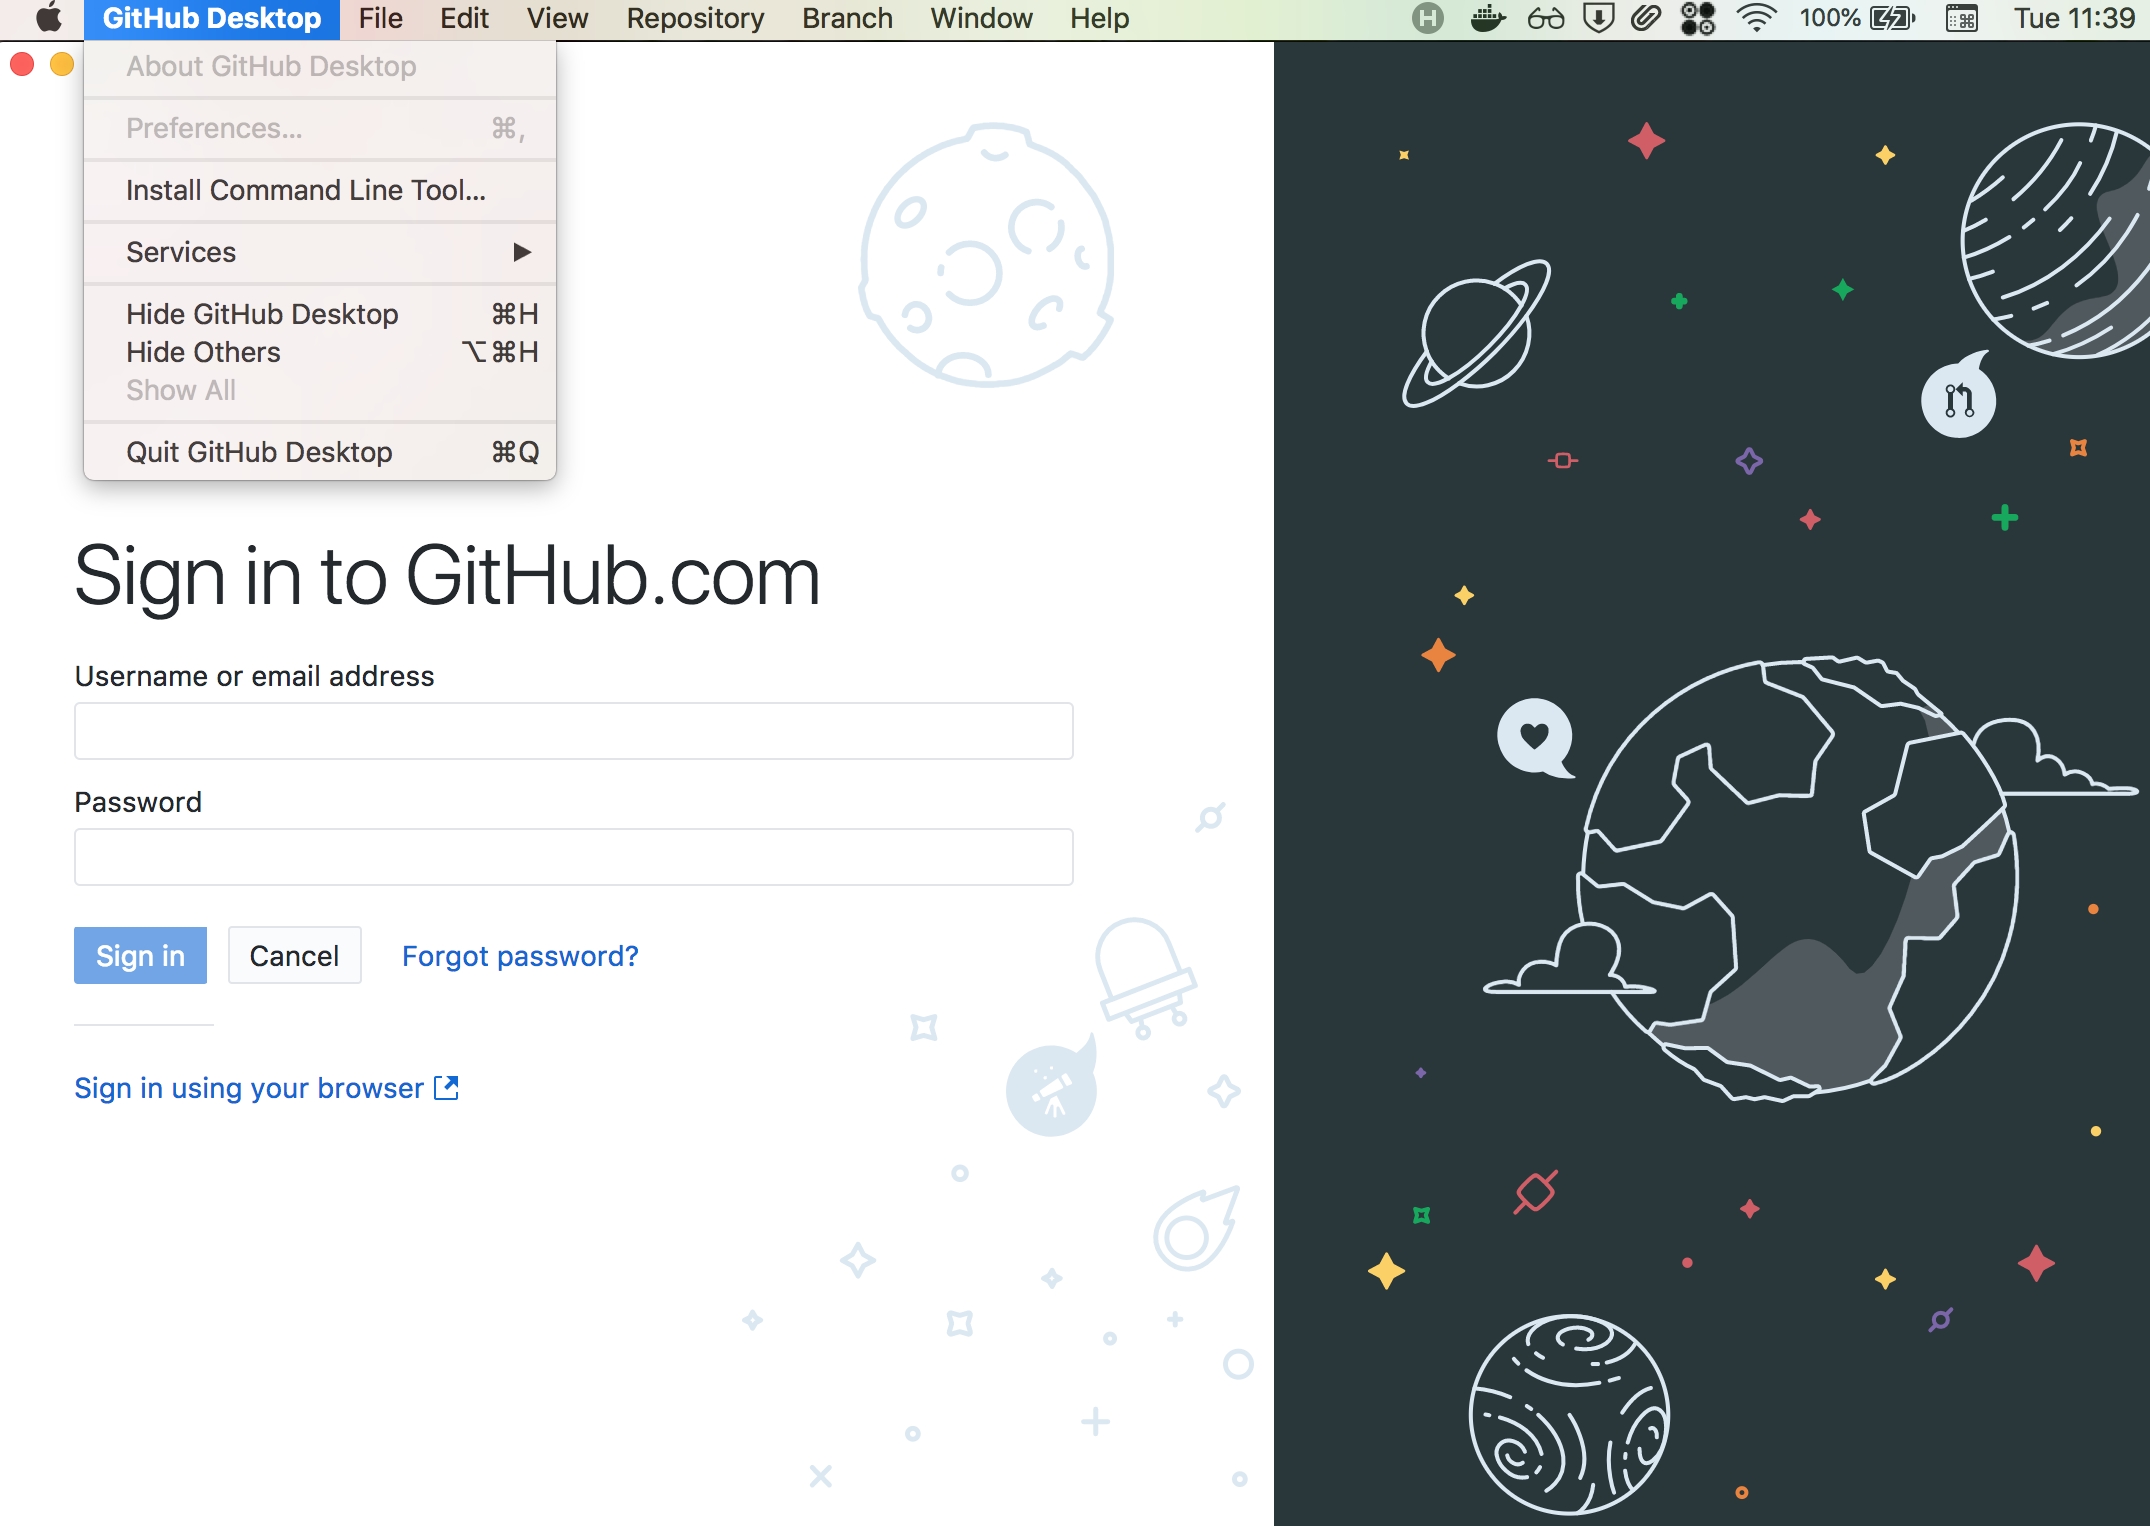 GitHub Desktop File Edit View Repository Branch Window Help H 100% Tue 11:39
About GitHub Desktop
Preferences... ⌘,
Install Command Line Tool...
Services ▶
Hide GitHub Desktop ⌘H
Hide Others ⌥⌘H
Show All
Quit GitHub Desktop ⌘Q
Sign in to GitHub.com
Username or email address
Password
Sign in Cancel Forgot password?
Sign in using your browser